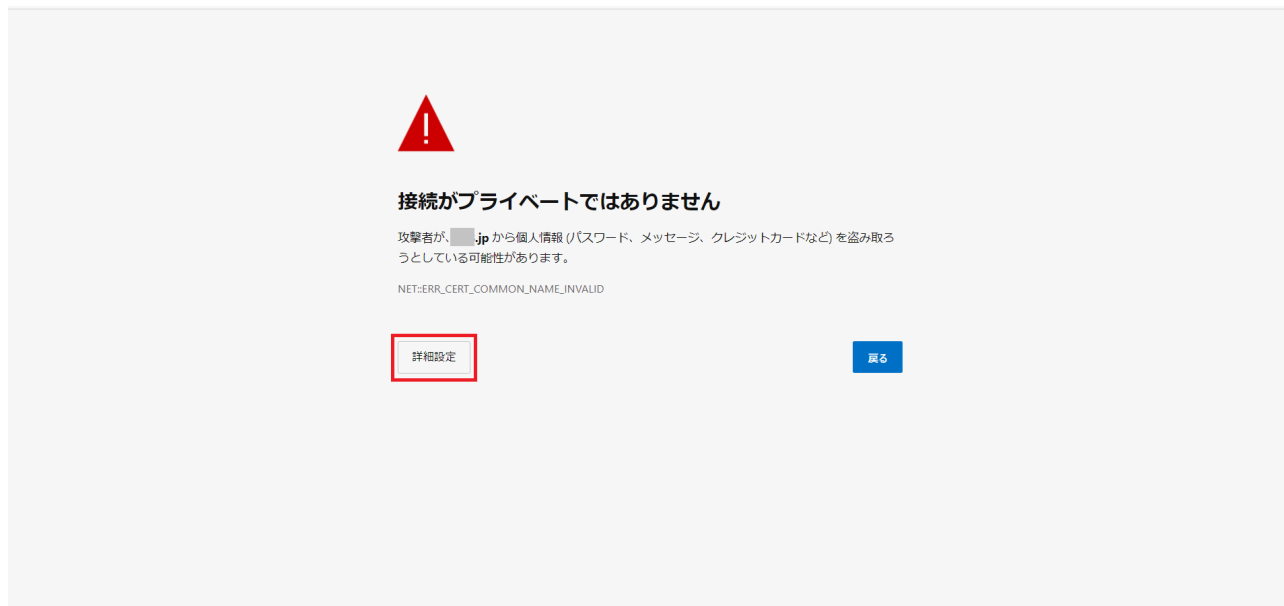 接続がプライベートではありません
攻撃者が、 .jp から個人情報 (パスワード、メッセージ、クレジットカードなど) を盗み取ろ
うとしている可能性があります。
NET::ERR_CERT_COMMON_NAME_INVALID
詳細設定
戻る